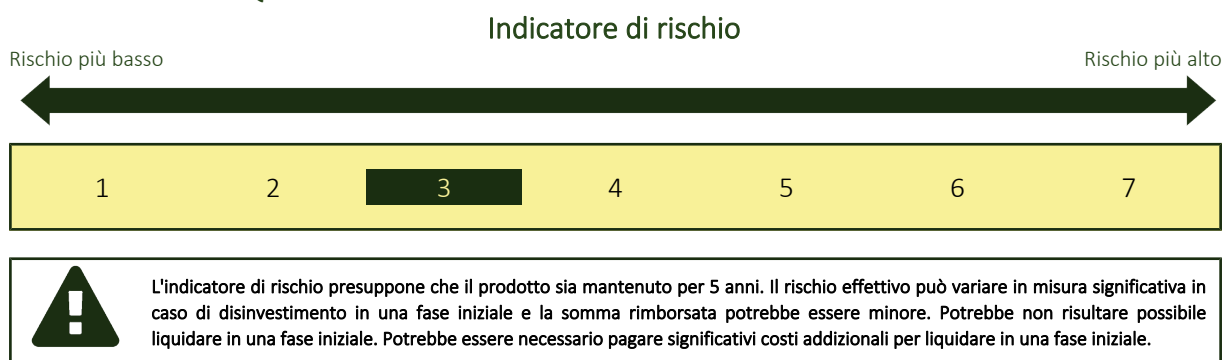 Indicatore di rischio
Rischio più basso
Rischio più alto
1 2 3 4 5 6 7
L'indicatore di rischio presuppone che il prodotto sia mantenuto per 5 anni. Il rischio effettivo può variare in misura significativa in
caso di disinvestimento in una fase iniziale e la somma rimborsata potrebbe essere minore. Potrebbe non risultare possibile
liquidare in una fase iniziale. Potrebbe essere necessario pagare significativi costi addizionali per liquidare in una fase iniziale.